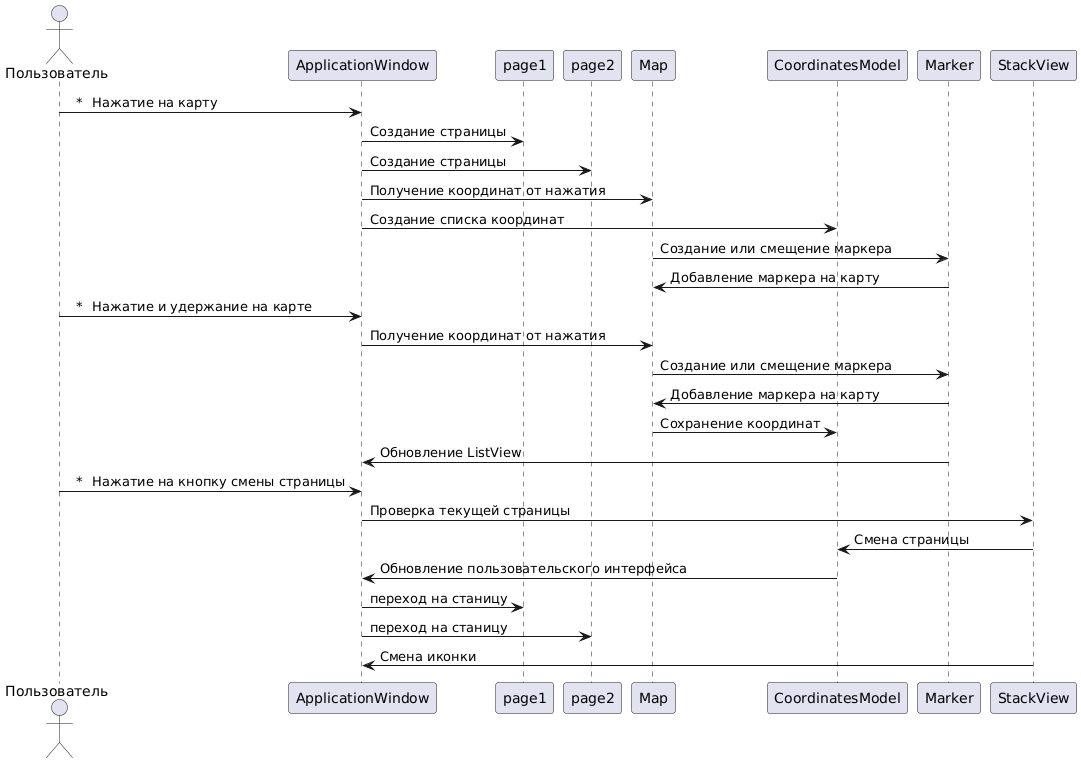 Пользователь
ApplicationWindow
page1
page2
Map
CoordinatesModel
Marker
StackView
* Нажатие на карту
Создание страницы
Создание страницы
Получение координат от нажатия
Создание списка координат
Создание или смещение маркера
Добавление маркера на карту
* Нажатие и удержание на карте
Получение координат от нажатия
Создание или смещение маркера
Добавление маркера на карту
Сохранение координат
Обновление ListView
* Нажатие на кнопку смены страницы
Проверка текущей страницы
Смена страницы
Обновление пользовательского интерфейса
переход на станицу
переход на станицу
Смена иконки
Пользователь
ApplicationWindow
page1
page2
Map
CoordinatesModel
Marker
StackView